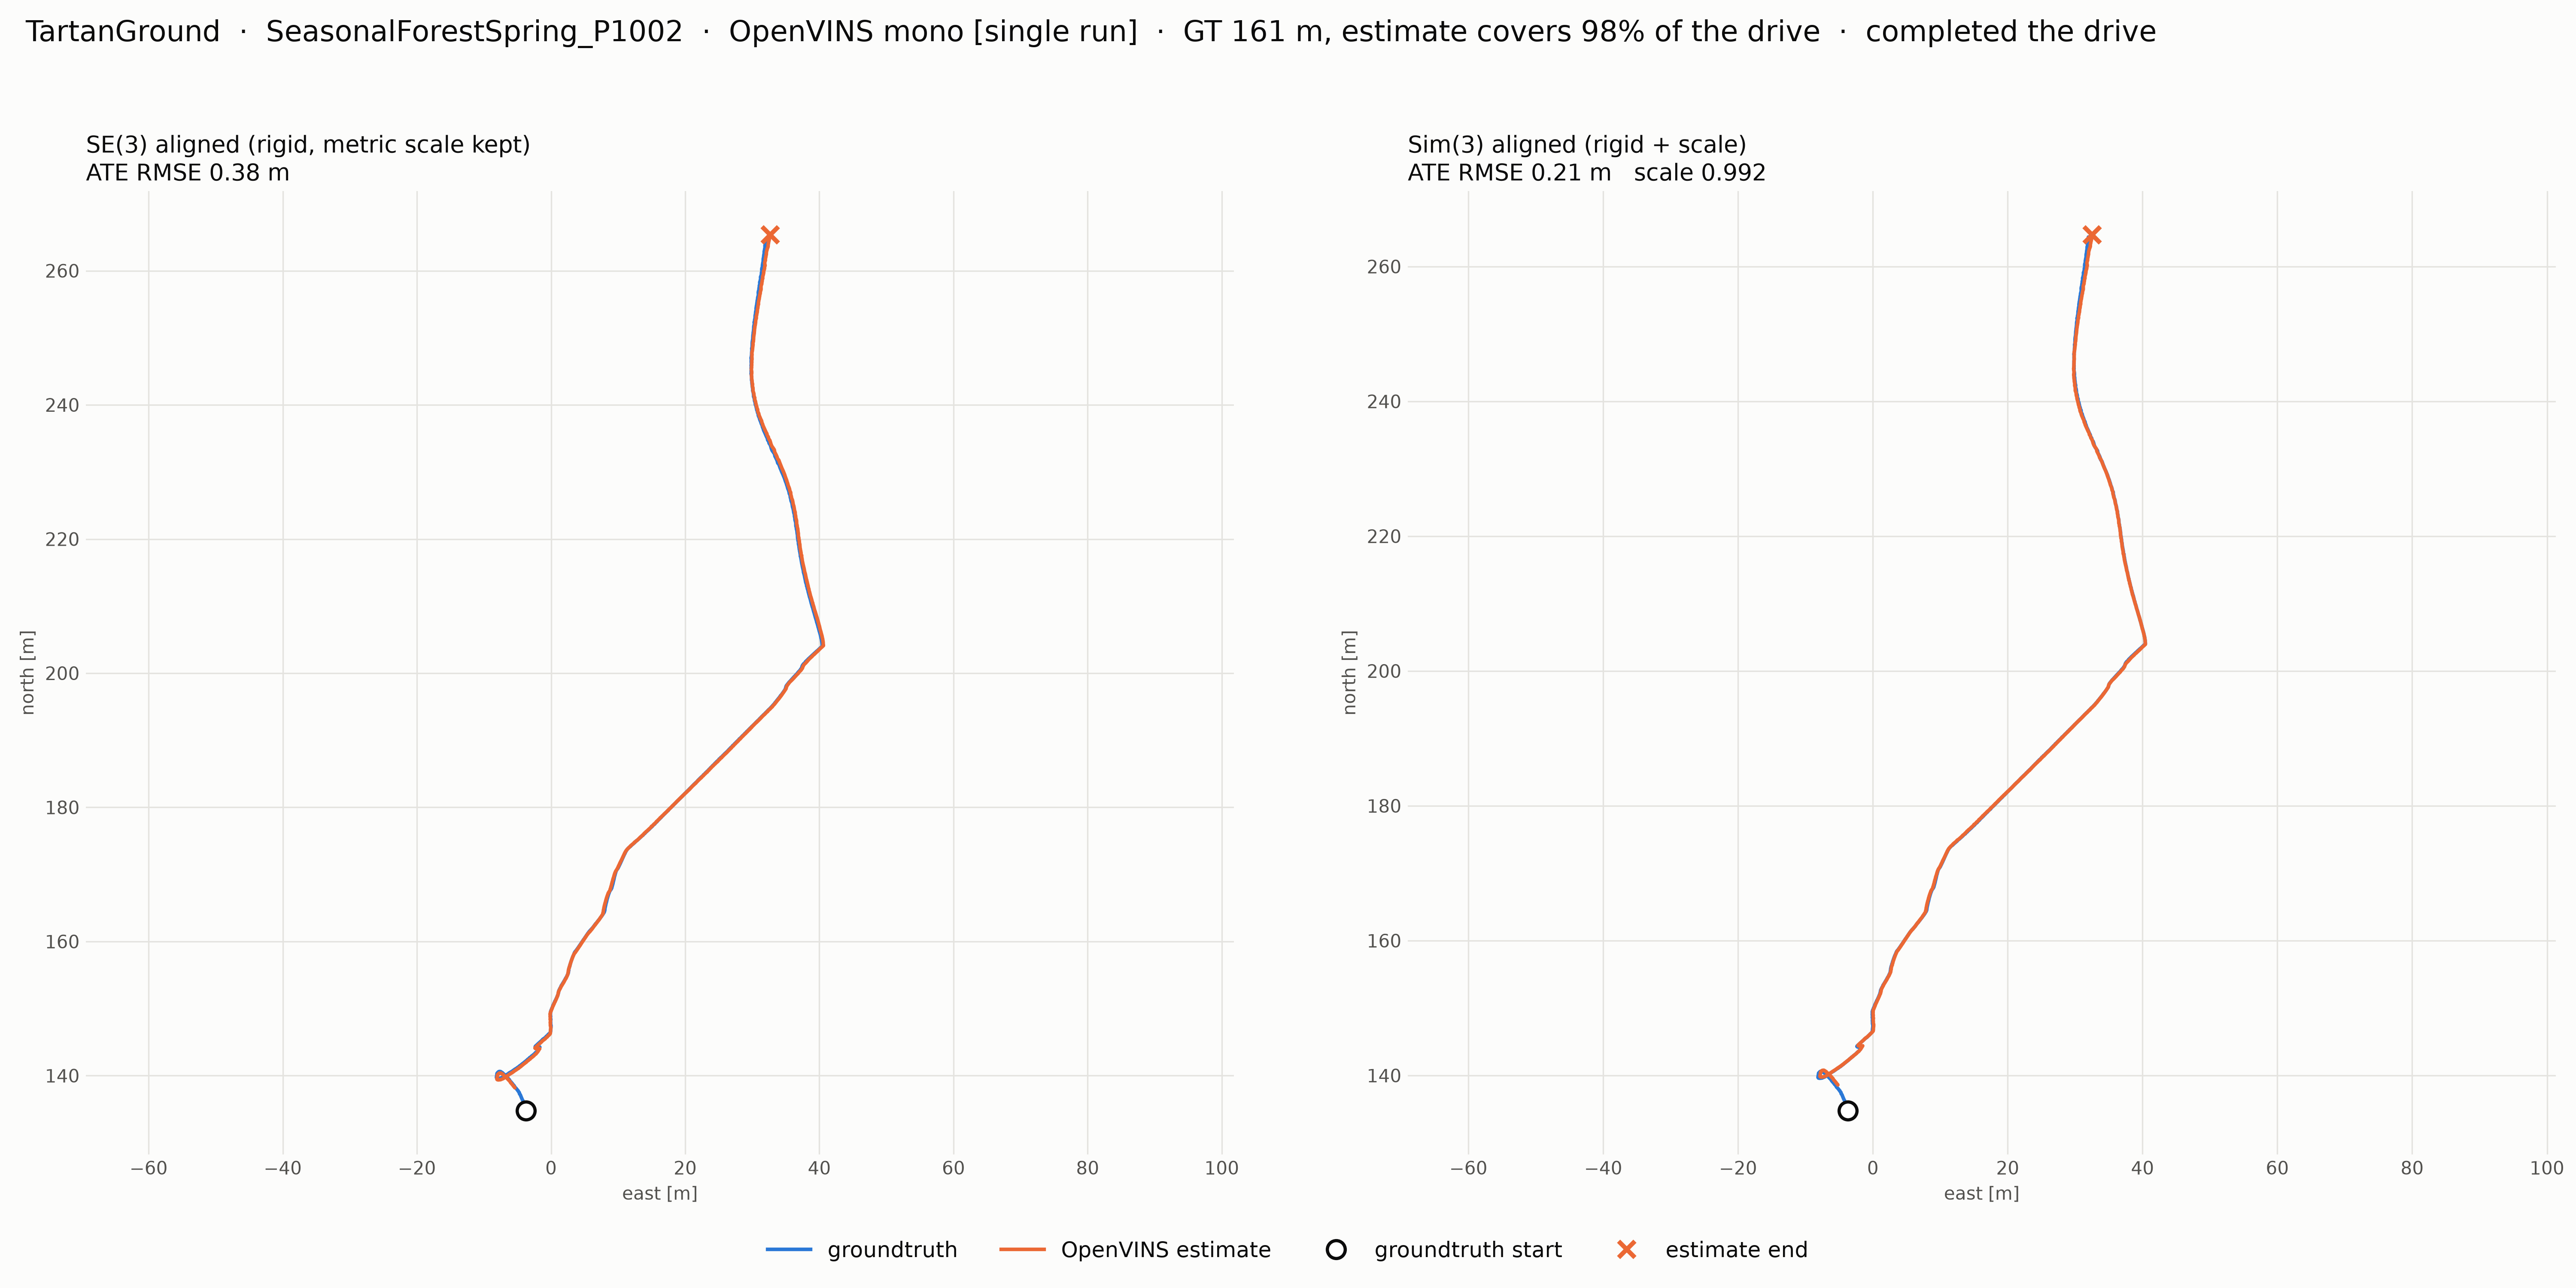 TartanGround · SeasonalForestSpring_P1002 · OpenVINS mono [single run] · GT 161 m, estimate covers 98% of the drive · completed the drive
SE(3) aligned (rigid, metric scale kept)
ATE RMSE 0.38 m
260
240
220
200
180
160
140
north [m]
−60
−40
−20
0
20
40
60
80
100
east [m]
Sim(3) aligned (rigid + scale)
ATE RMSE 0.21 m scale 0.992
260
240
220
200
180
160
140
north [m]
−60
−40
−20
0
20
40
60
80
100
east [m]
groundtruth
OpenVINS estimate
groundtruth start
estimate end